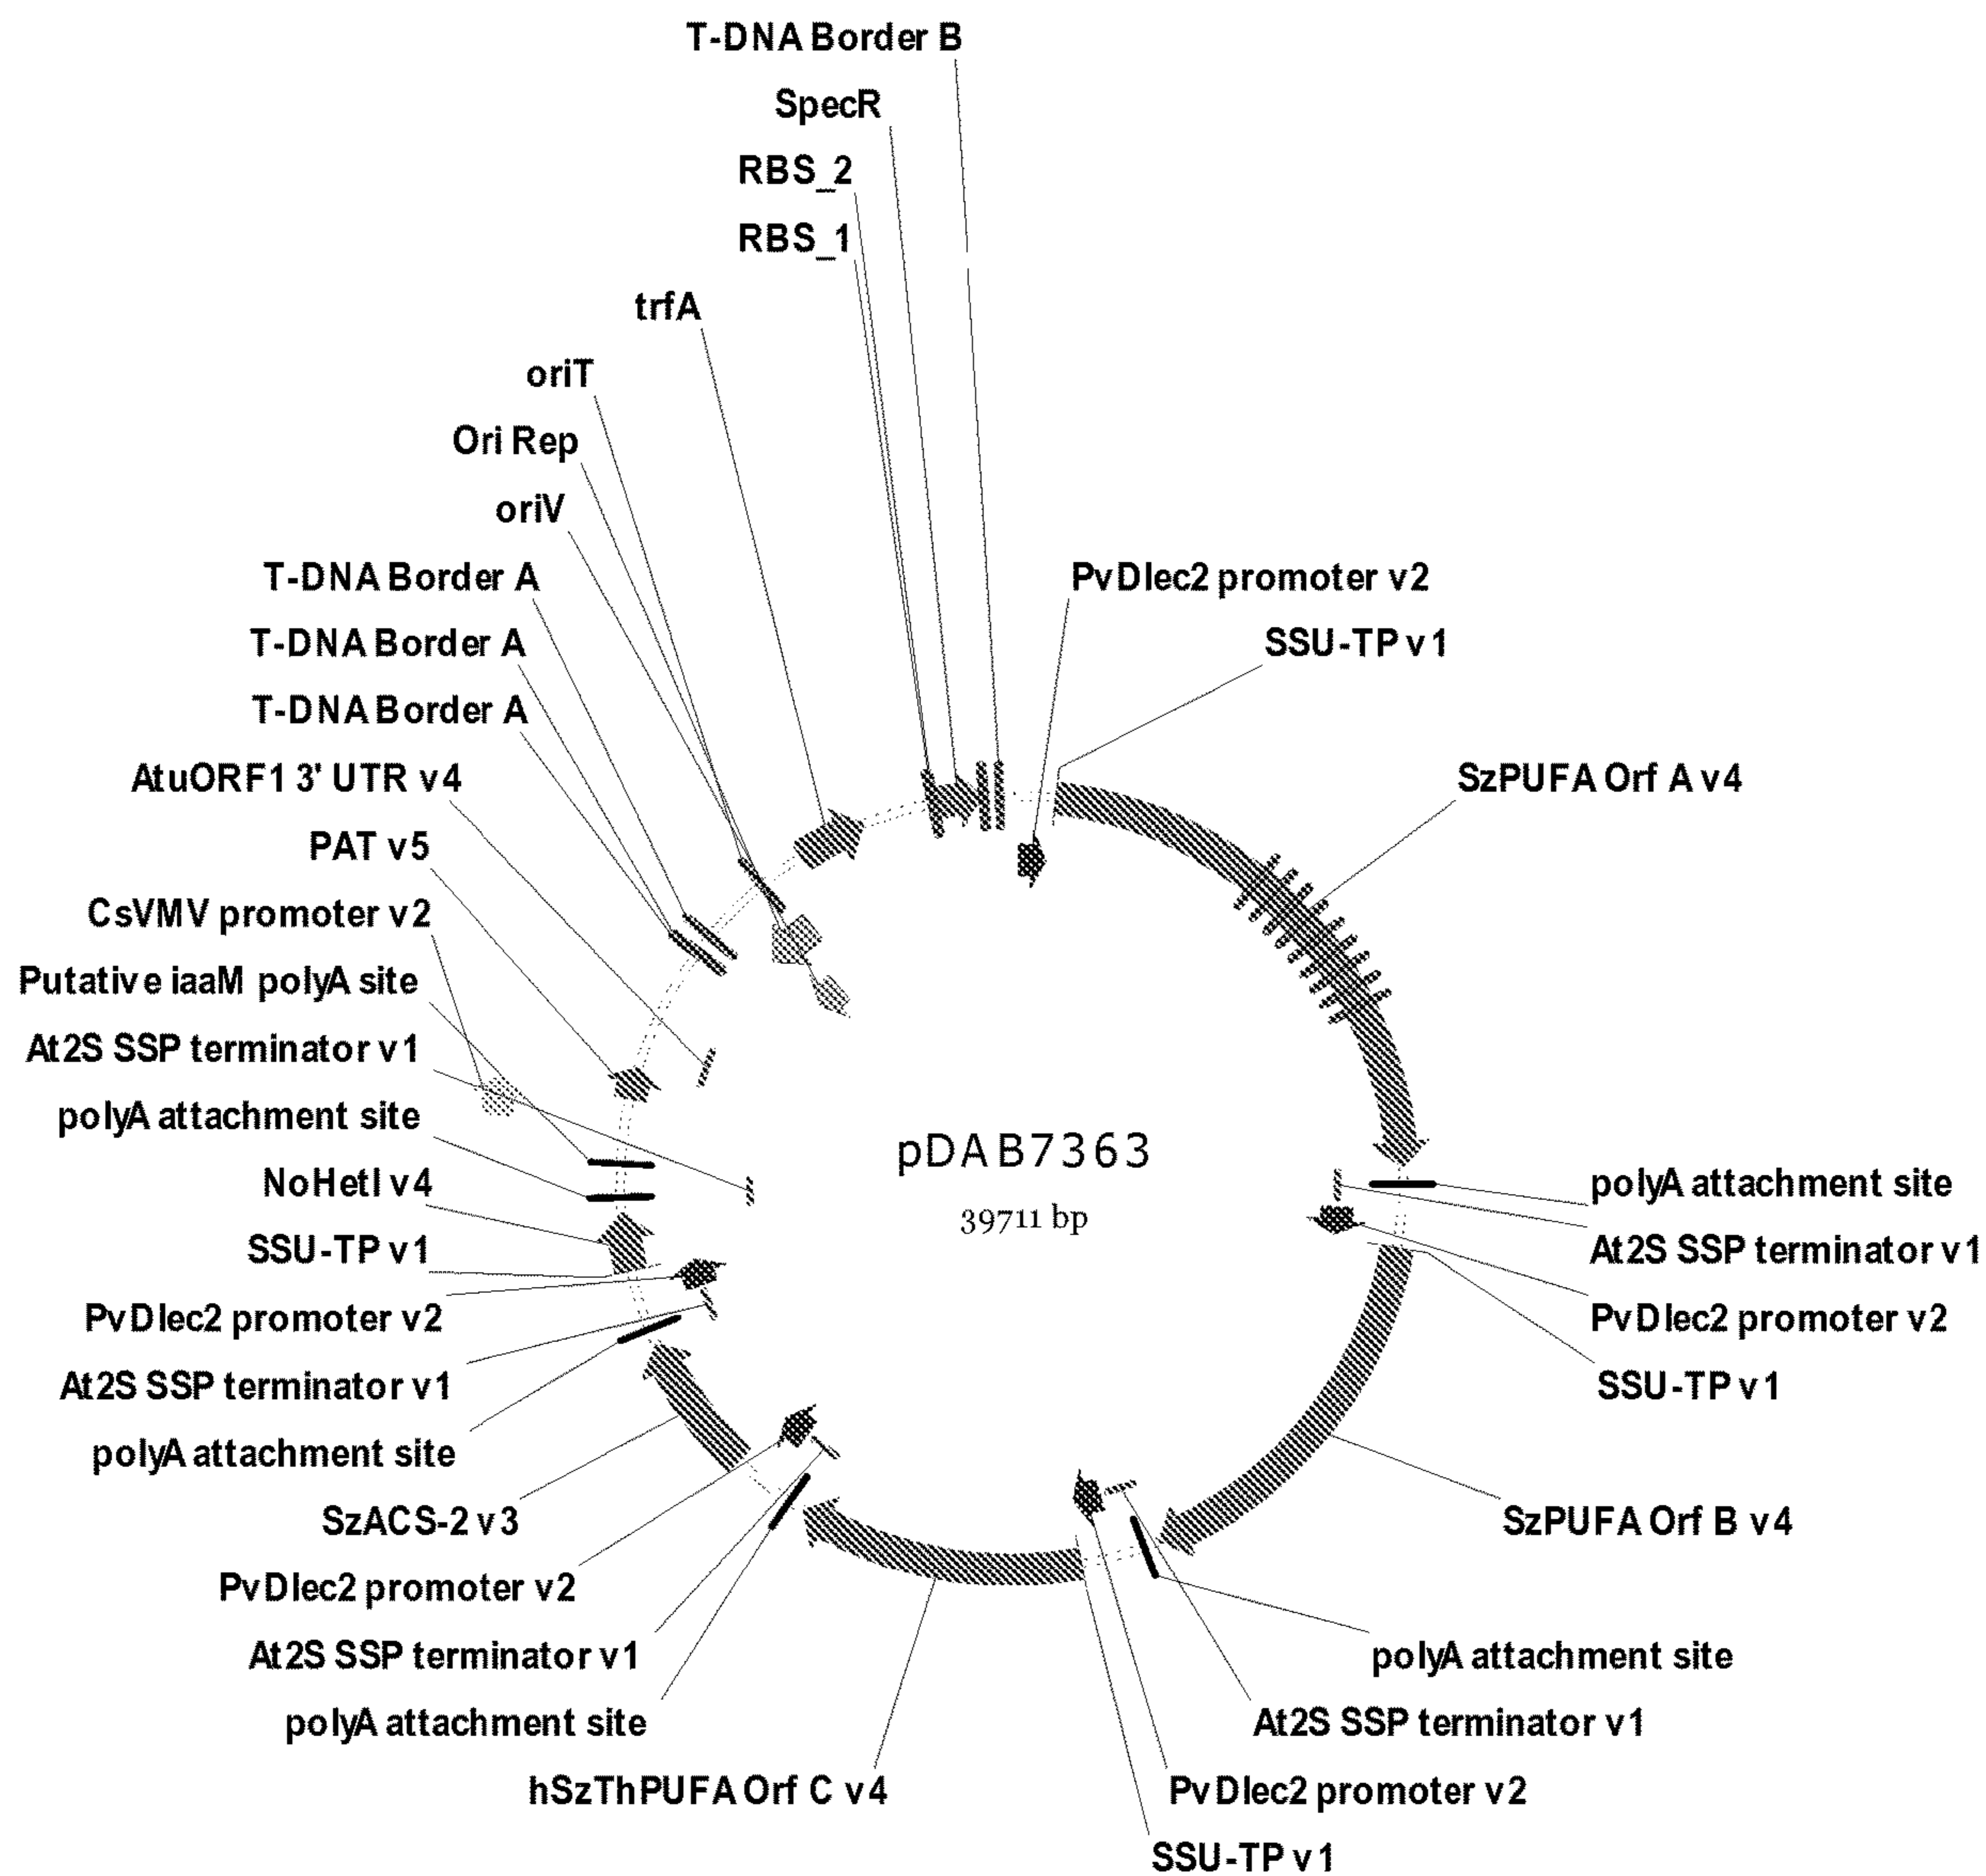 T-DNA Border B
SpecR
RBS_2
RBS_1
trfA
oriT
Ori Rep
oriV
T-DNA Border A
T-DNA Border A
T-DNA Border A
AtuORF1 3' UTR v4
PAT v5
CsVMV promoter v2
Putative iaaM polyA site
At2S SSP terminator v1
polyA attachment site
NoHetI v4
SSU-TP v1
PvDlec2 promoter v2
At2S SSP terminator v1
polyA attachment site
SzACS-2 v3
PvDlec2 promoter v2
At2S SSP terminator v1
polyA attachment site
hSzThPUFA Orf C v4
PvDlec2 promoter v2
SSU-TP v1
SzPUFA Orf A v4
polyA attachment site
At2S SSP terminator v1
PvDlec2 promoter v2
SSU-TP v1
SzPUFA Orf B v4
polyA attachment site
At2S SSP terminator v1
PvDlec2 promoter v2
SSU-TP v1
pDAB7363
39711 bp